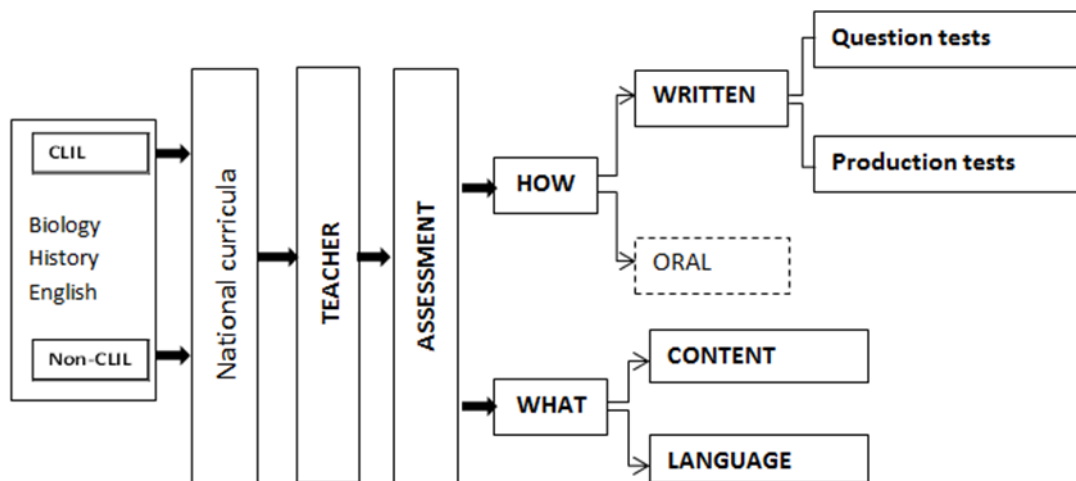 CLIL
Biology
History
English
Non-CLIL
National curricula
TEACHER
ASSESSMENT
HOW
WRITTEN
Question tests
Production tests
ORAL
WHAT
CONTENT
LANGUAGE